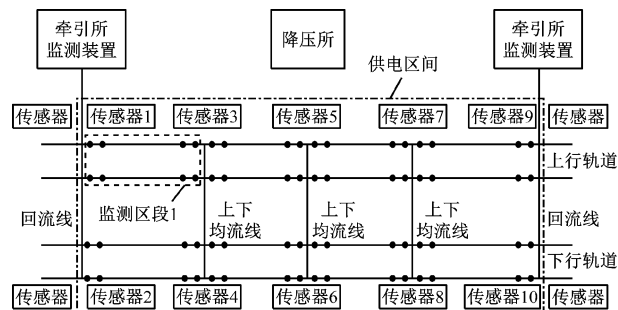 牵引所
监测装置
降压所
牵引所
监测装置
供电区间
传感器
传感器1
传感器3
传感器5
传感器7
传感器9
传感器
上行轨道
监测区段1
回流线
上下
均流线
上下
均流线
上下
均流线
回流线
下行轨道
传感器
传感器2
传感器4
传感器6
传感器8
传感器10
传感器